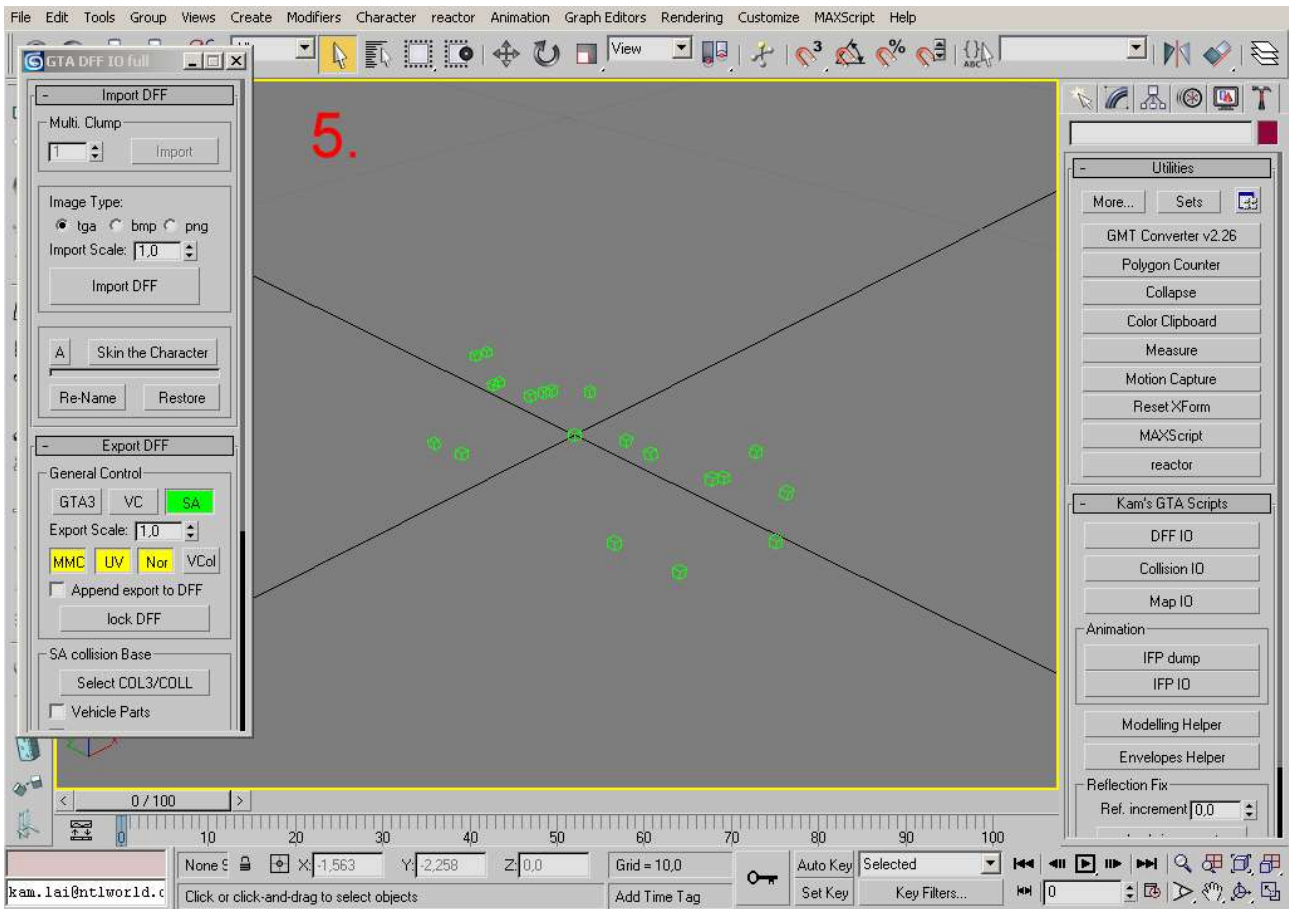 File Edit Tools Group Views Create Modifiers Character reactor Animation Graph Editors Rendering Customize MAXScript Help
View
GTA DFF IO full
Import DFF
Multi. Clump
1
Import
Image Type:
tga bmp png
Import Scale: 1,0
Import DFF
A Skin the Character
Re-Name Restore
Export DFF
General Control
GTA3 VC SA
Export Scale: 1,0
MMC UV Nor VCol
Append export to DFF
lock DFF
SA collision Base
Select COL3/COLL
Vehicle Parts
5.
Utilities
More... Sets
GMT Converter v2.26
Polygon Counter
Collapse
Color Clipboard
Measure
Motion Capture
Reset XForm
MAXScript
reactor
Kam's GTA Scripts
DFF IO
Collision IO
Map IO
Animation
IFP dump
IFP IO
Modelling Helper
Envelopes Helper
Reflection Fix
Ref. increment 0,0
0 / 100
0 10 20 30 40 50 60 70 80 90 100
None S X: -1,563 Y: -2,258 Z: 0,0 Grid = 10,0 Auto Key Selected
kam.lai@ntlworld.c Click or click-and-drag to select objects Add Time Tag Set Key Key Filters... 0